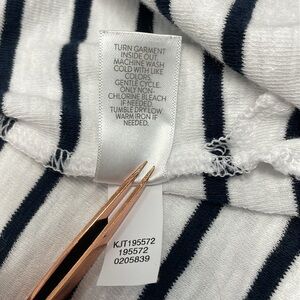 TURN GARMENT
INSIDE OUT
MACHINE WASH
COLD WITH LIKE
COLORS.
GENTLE CYCLE.
ONLY NON-
CHLORINE BLEACH
IF NEEDED.
TUMBLE DRY LOW.
WARM IRON IF
NEEDED.
KJT195572
195572
0205839